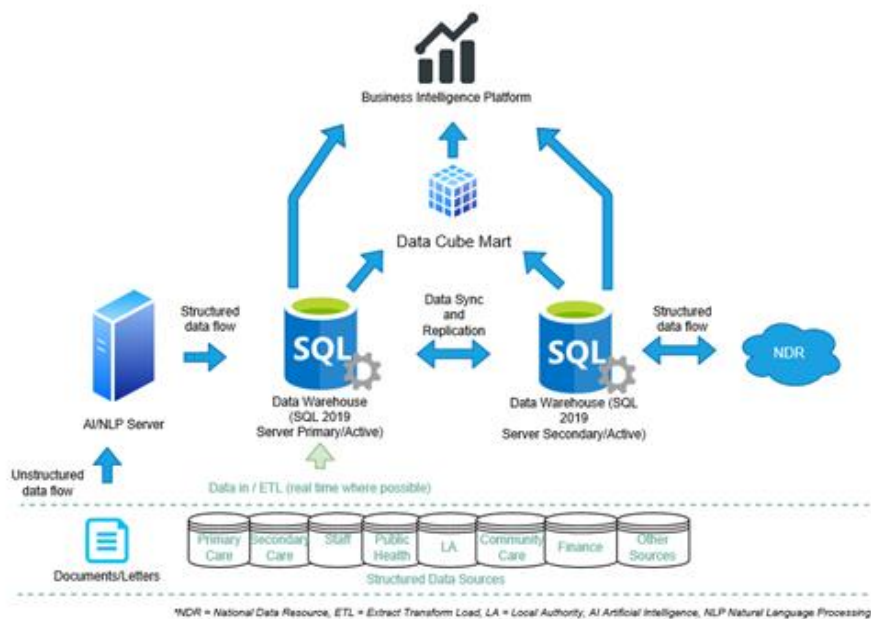 Business Intelligence Platform
Data Cube Mart
Structured
data flow
Data Sync
and
Replication
Structured
data flow
SQL
SQL
NDR
AI/NLP Server
Data Warehouse
(SQL 2019
Server Primary/Active)
Data Warehouse (SQL
2019
Server Secondary/Active)
Unstructured
data flow
Data in / ETL (real time where possible)
Documents/Letters
Primary
Care
Secondary
Care
Staff
Public
Health
LA
Community
Care
Finance
Other
Sources
Structured Data Sources
*NDR = National Data Resource, ETL = Extract Transform Load, LA = Local Authority, AI Artificial Intelligence, NLP Natural Language Processing